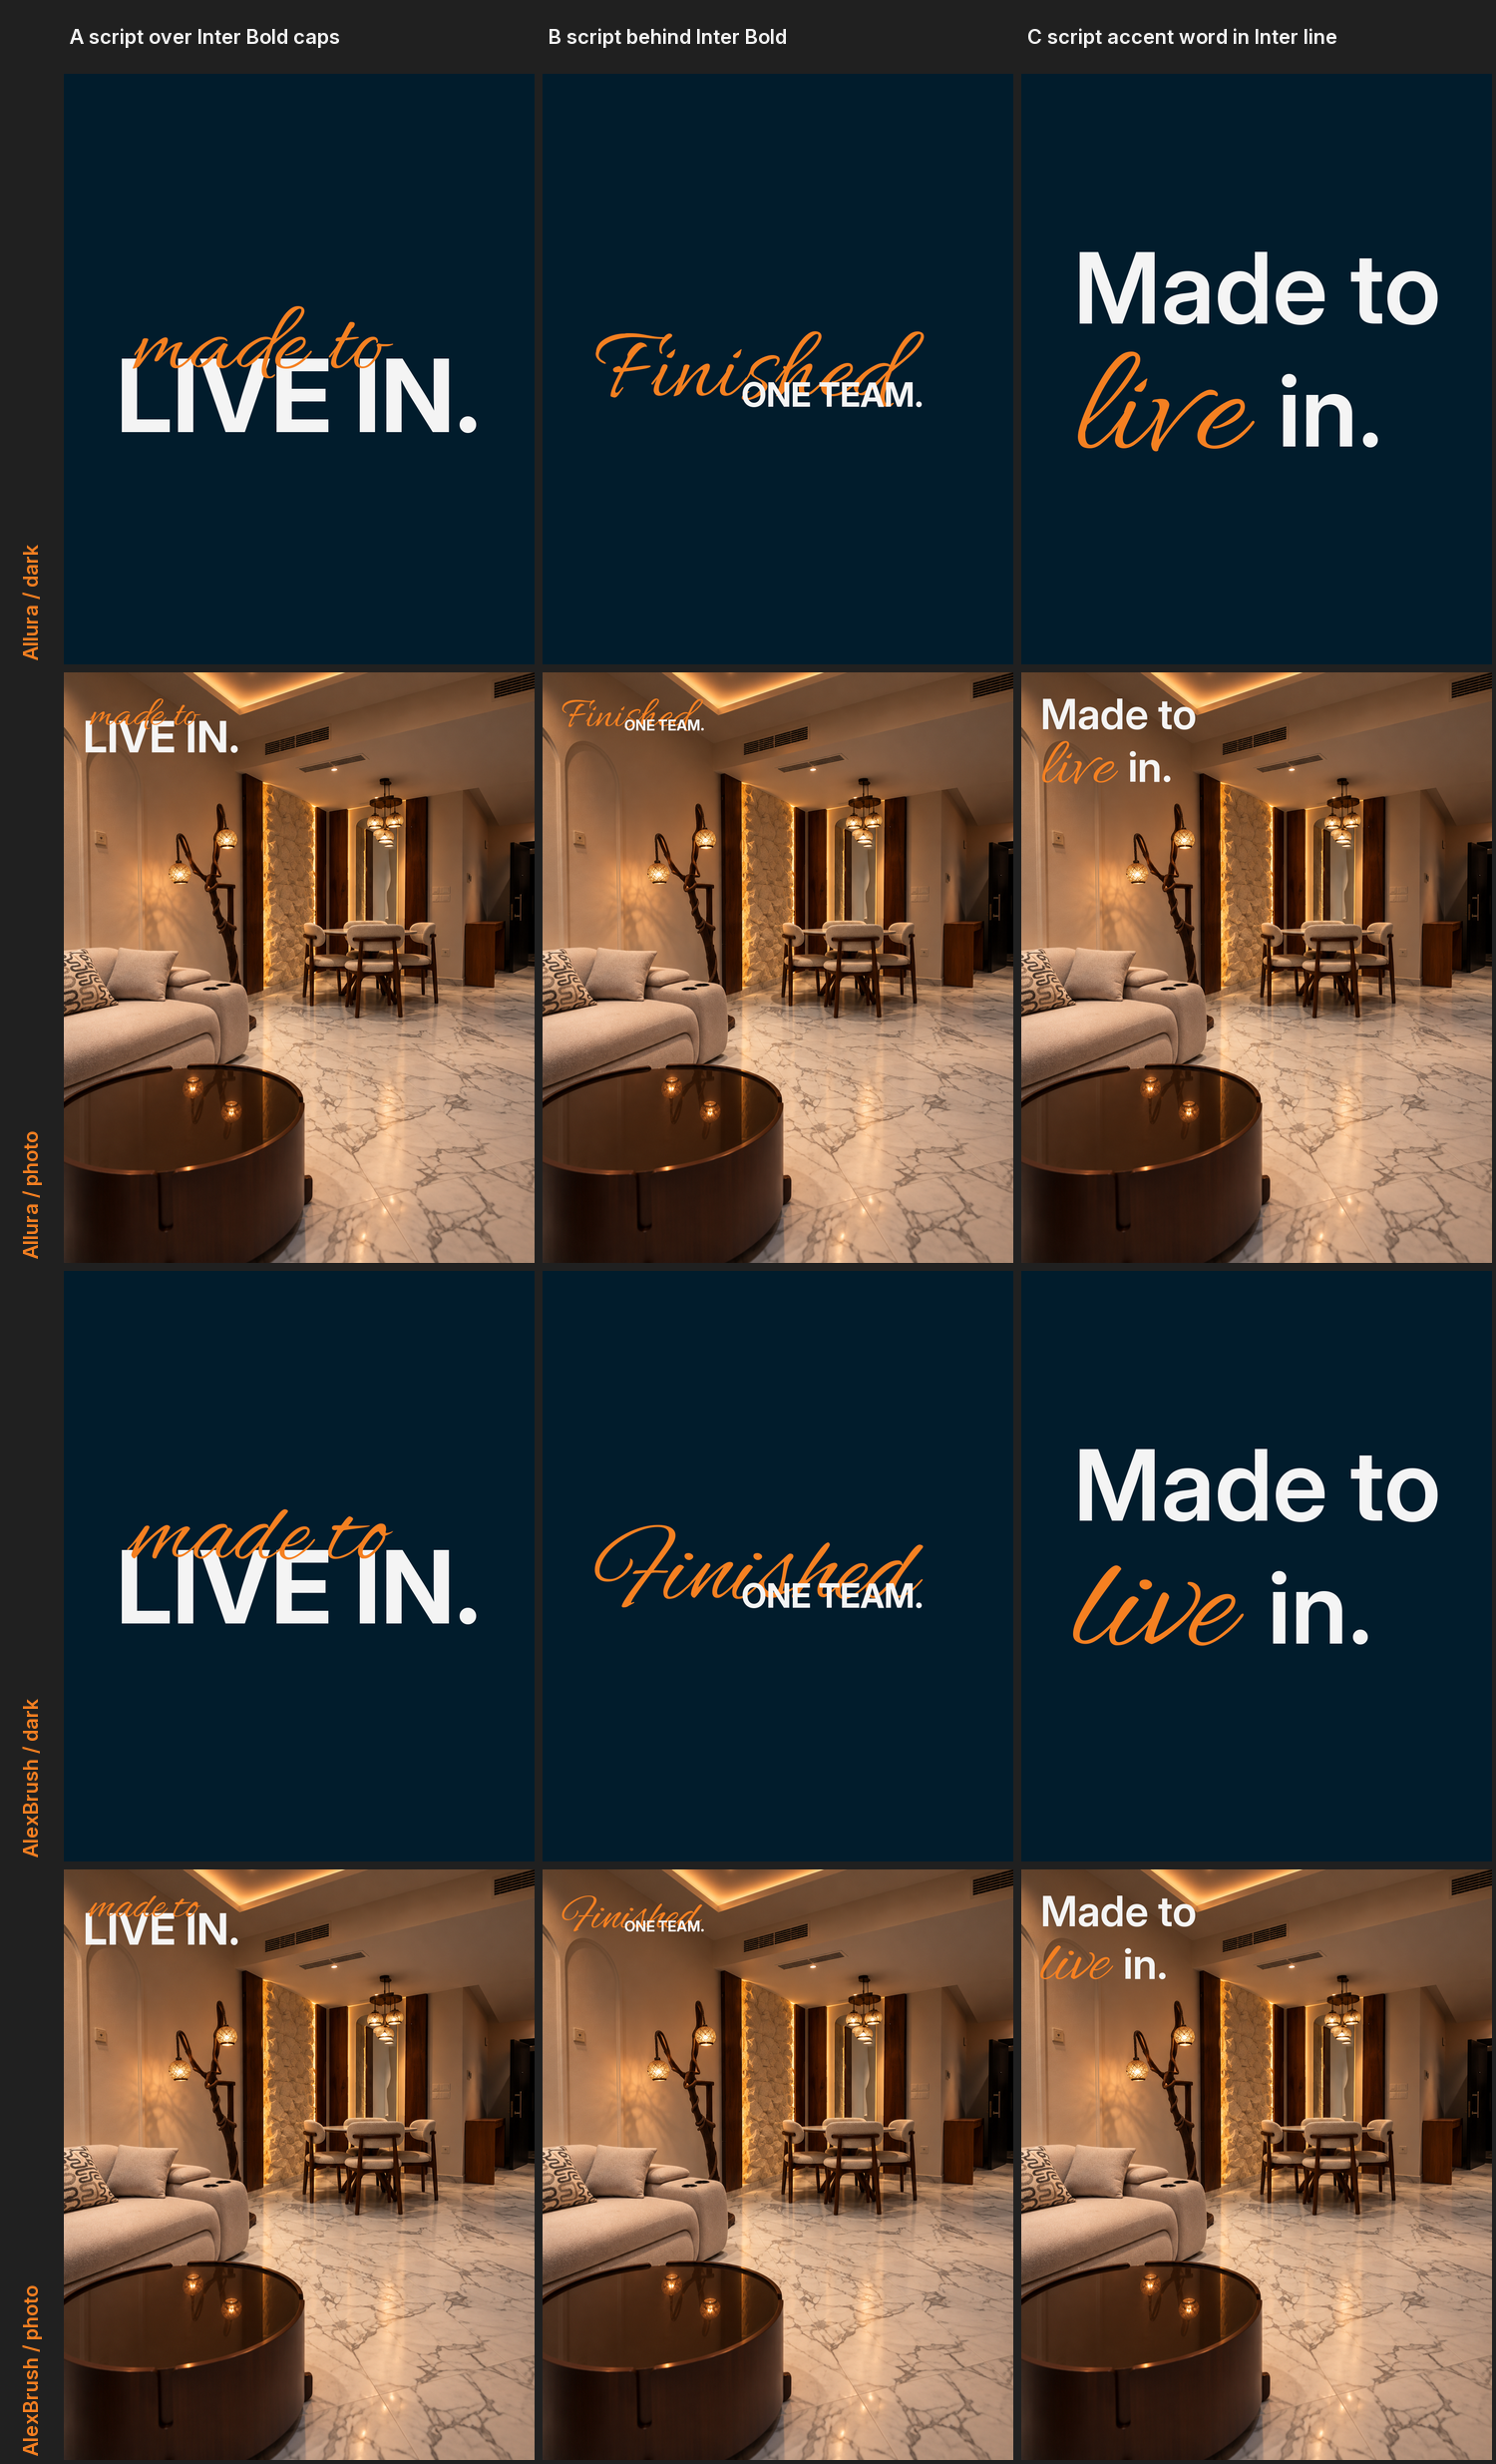 A script over Inter Bold caps
B script behind Inter Bold
C script accent word in Inter line
Allura / dark
made to
LIVE IN.
Finished
ONE TEAM.
Made to
live in.
Allura / photo
made to
LIVE IN.
Finished
ONE TEAM.
Made to
live in.
AlexBrush / dark
made to
LIVE IN.
Finished
ONE TEAM.
Made to
live in.
AlexBrush / photo
made to
LIVE IN.
Finished
ONE TEAM.
Made to
live in.